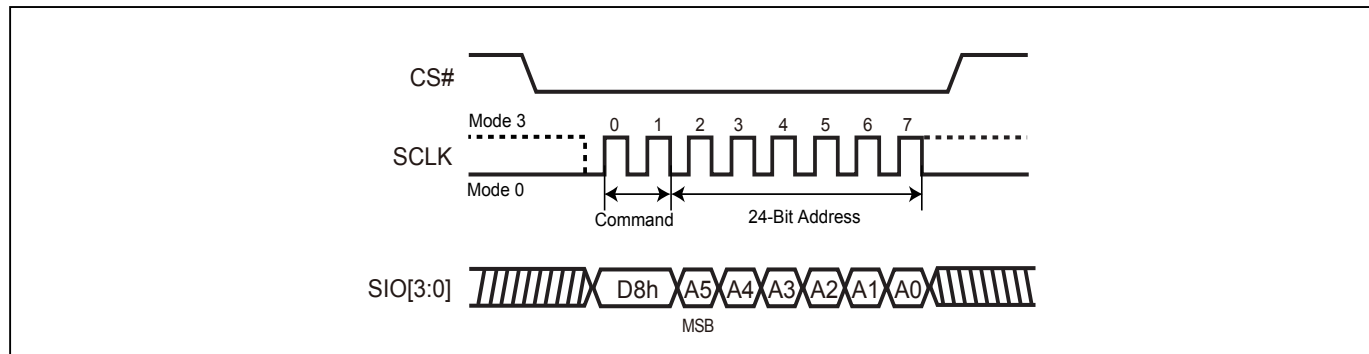 CS#
Mode 3
0 1 2 3 4 5 6 7
SCLK
Mode 0
Command
24-Bit Address
SIO[3:0]
D8h A5 A4 A3 A2 A1 A0
MSB